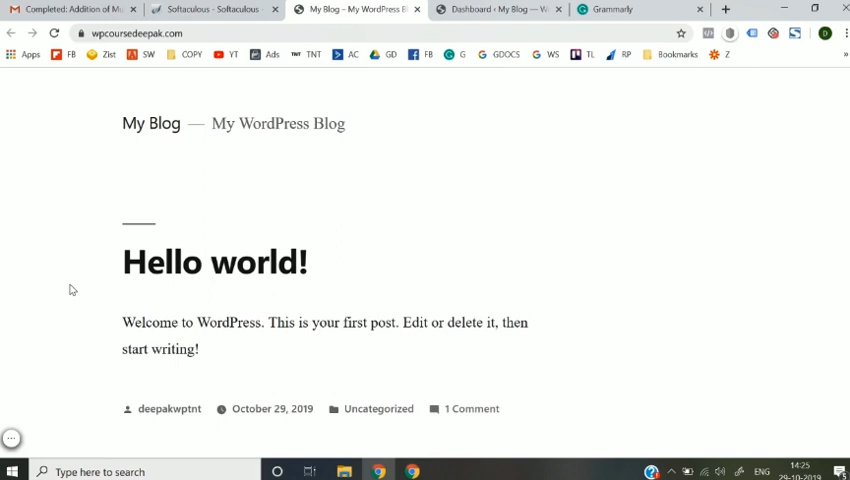 Completed: Addition of Mu
Softaculous - Softaculous -
My Blog – My WordPress Bl
Dashboard ‹ My Blog — W
Grammarly
wpcoursedeepak.com
D
Apps
FB
Zist
SW
COPY
YT
Ads
TNT
AC
GD
FB
G
GDOCS
WS
TL
RP
Bookmarks
Z
My Blog — My WordPress Blog
Hello world!
Welcome to WordPress. This is your first post. Edit or delete it, then
start writing!
deepakwptnt October 29, 2019 Uncategorized 1 Comment
Type here to search
ENG
14:25
29-10-2019